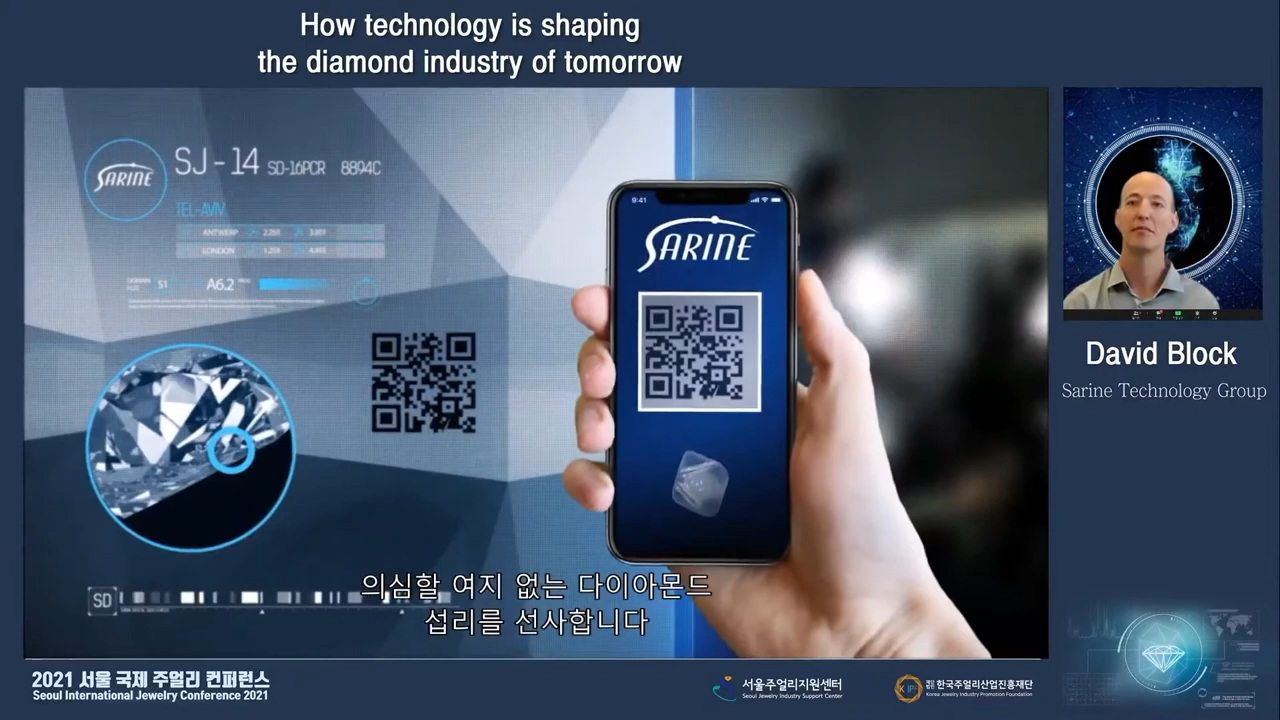 How technology is shaping
the diamond industry of tomorrow
SARINE
SJ-14 SD-16PCR 8894C
TEL-AVIV
ANTWERP
LONDON
S1
A6.2
9:41
SARINE
SD
의심할 여지 없는 다이아몬드
섭리를 선사합니다
David Block
Sarine Technology Group
2021 서울 국제 주얼리 컨퍼런스
Seoul International Jewelry Conference 2021
서울주얼리지원센터
Seoul Jewelry Industry Support Center
한국주얼리산업진흥재단
Korea Jewelry Industry Promotion Foundation